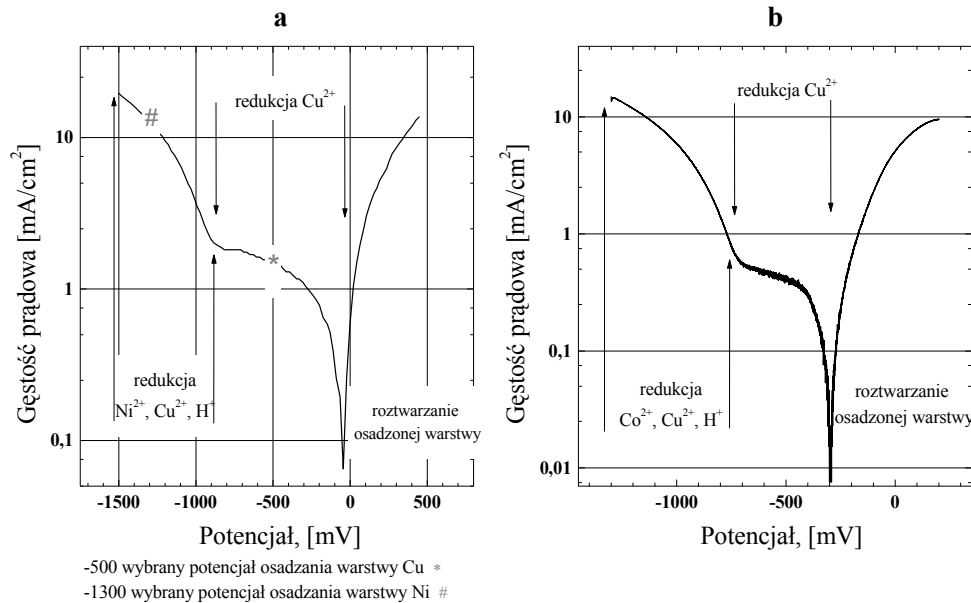 a
Gęstość prądowa [mA/cm²]
10
1
0,1
redukcja Cu²⁺
redukcja
Ni²⁺, Cu²⁺, H⁺
roztwarzanie
osadzonej warstwy
-1500 -1000 -500 0 500
Potencjał, [mV]
-500 wybrany potencjał osadzania warstwy Cu *
-1300 wybrany potencjał osadzania warstwy Ni #
b
Gęstość prądowa [mA/cm²]
10
1
0,1
0,01
redukcja Cu²⁺
redukcja
Co²⁺, Cu²⁺, H⁺
roztwarzanie
osadzonej warstwy
-1000 -500 0
Potencjał, [mV]